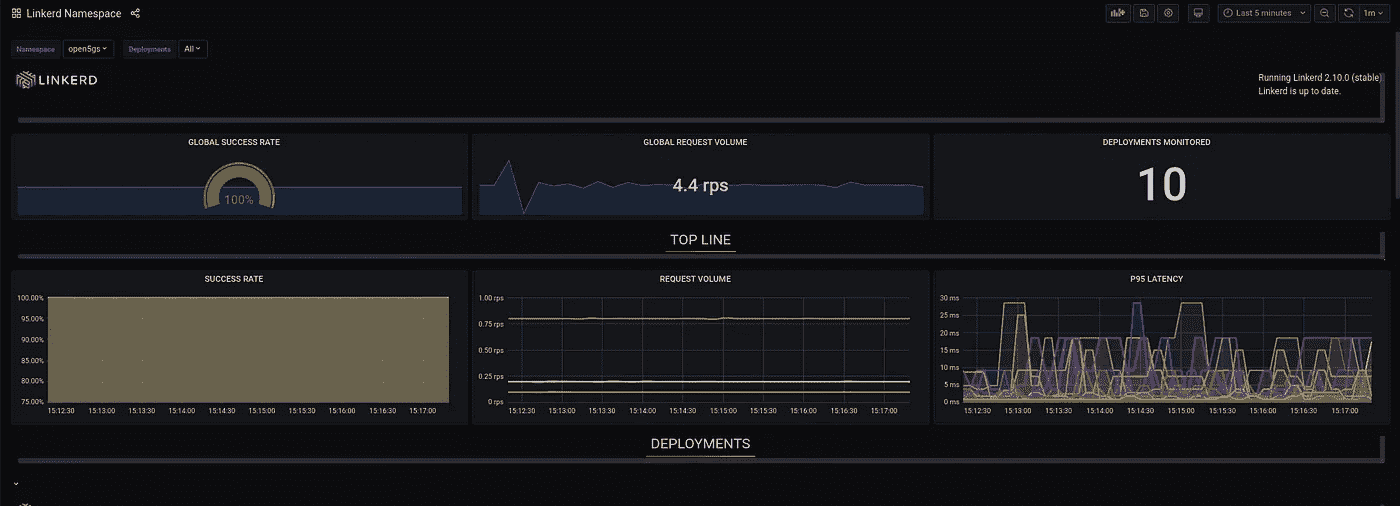 Linkerd Namespace
Last 5 minutes
1m
Namespace
open5gs
Deployments
All
LINKERD
Running Linkerd 2.10.0 (stable)
Linkerd is up to date.
GLOBAL SUCCESS RATE
100%
GLOBAL REQUEST VOLUME
4.4 rps
DEPLOYMENTS MONITORED
10
TOP LINE
SUCCESS RATE
100.00%
95.00%
90.00%
85.00%
80.00%
75.00%
15:12:30 15:13:00 15:13:30 15:14:00 15:14:30 15:15:00 15:15:30 15:16:00 15:16:30 15:17:00
REQUEST VOLUME
1.00 rps
0.75 rps
0.50 rps
0.25 rps
0 rps
15:12:30 15:13:00 15:13:30 15:14:00 15:14:30 15:15:00 15:15:30 15:16:00 15:16:30 15:17:00
P95 LATENCY
30 ms
25 ms
20 ms
15 ms
10 ms
5 ms
0 ms
15:12:30 15:13:00 15:13:30 15:14:00 15:14:30 15:15:00 15:15:30 15:16:00 15:16:30 15:17:00
DEPLOYMENTS